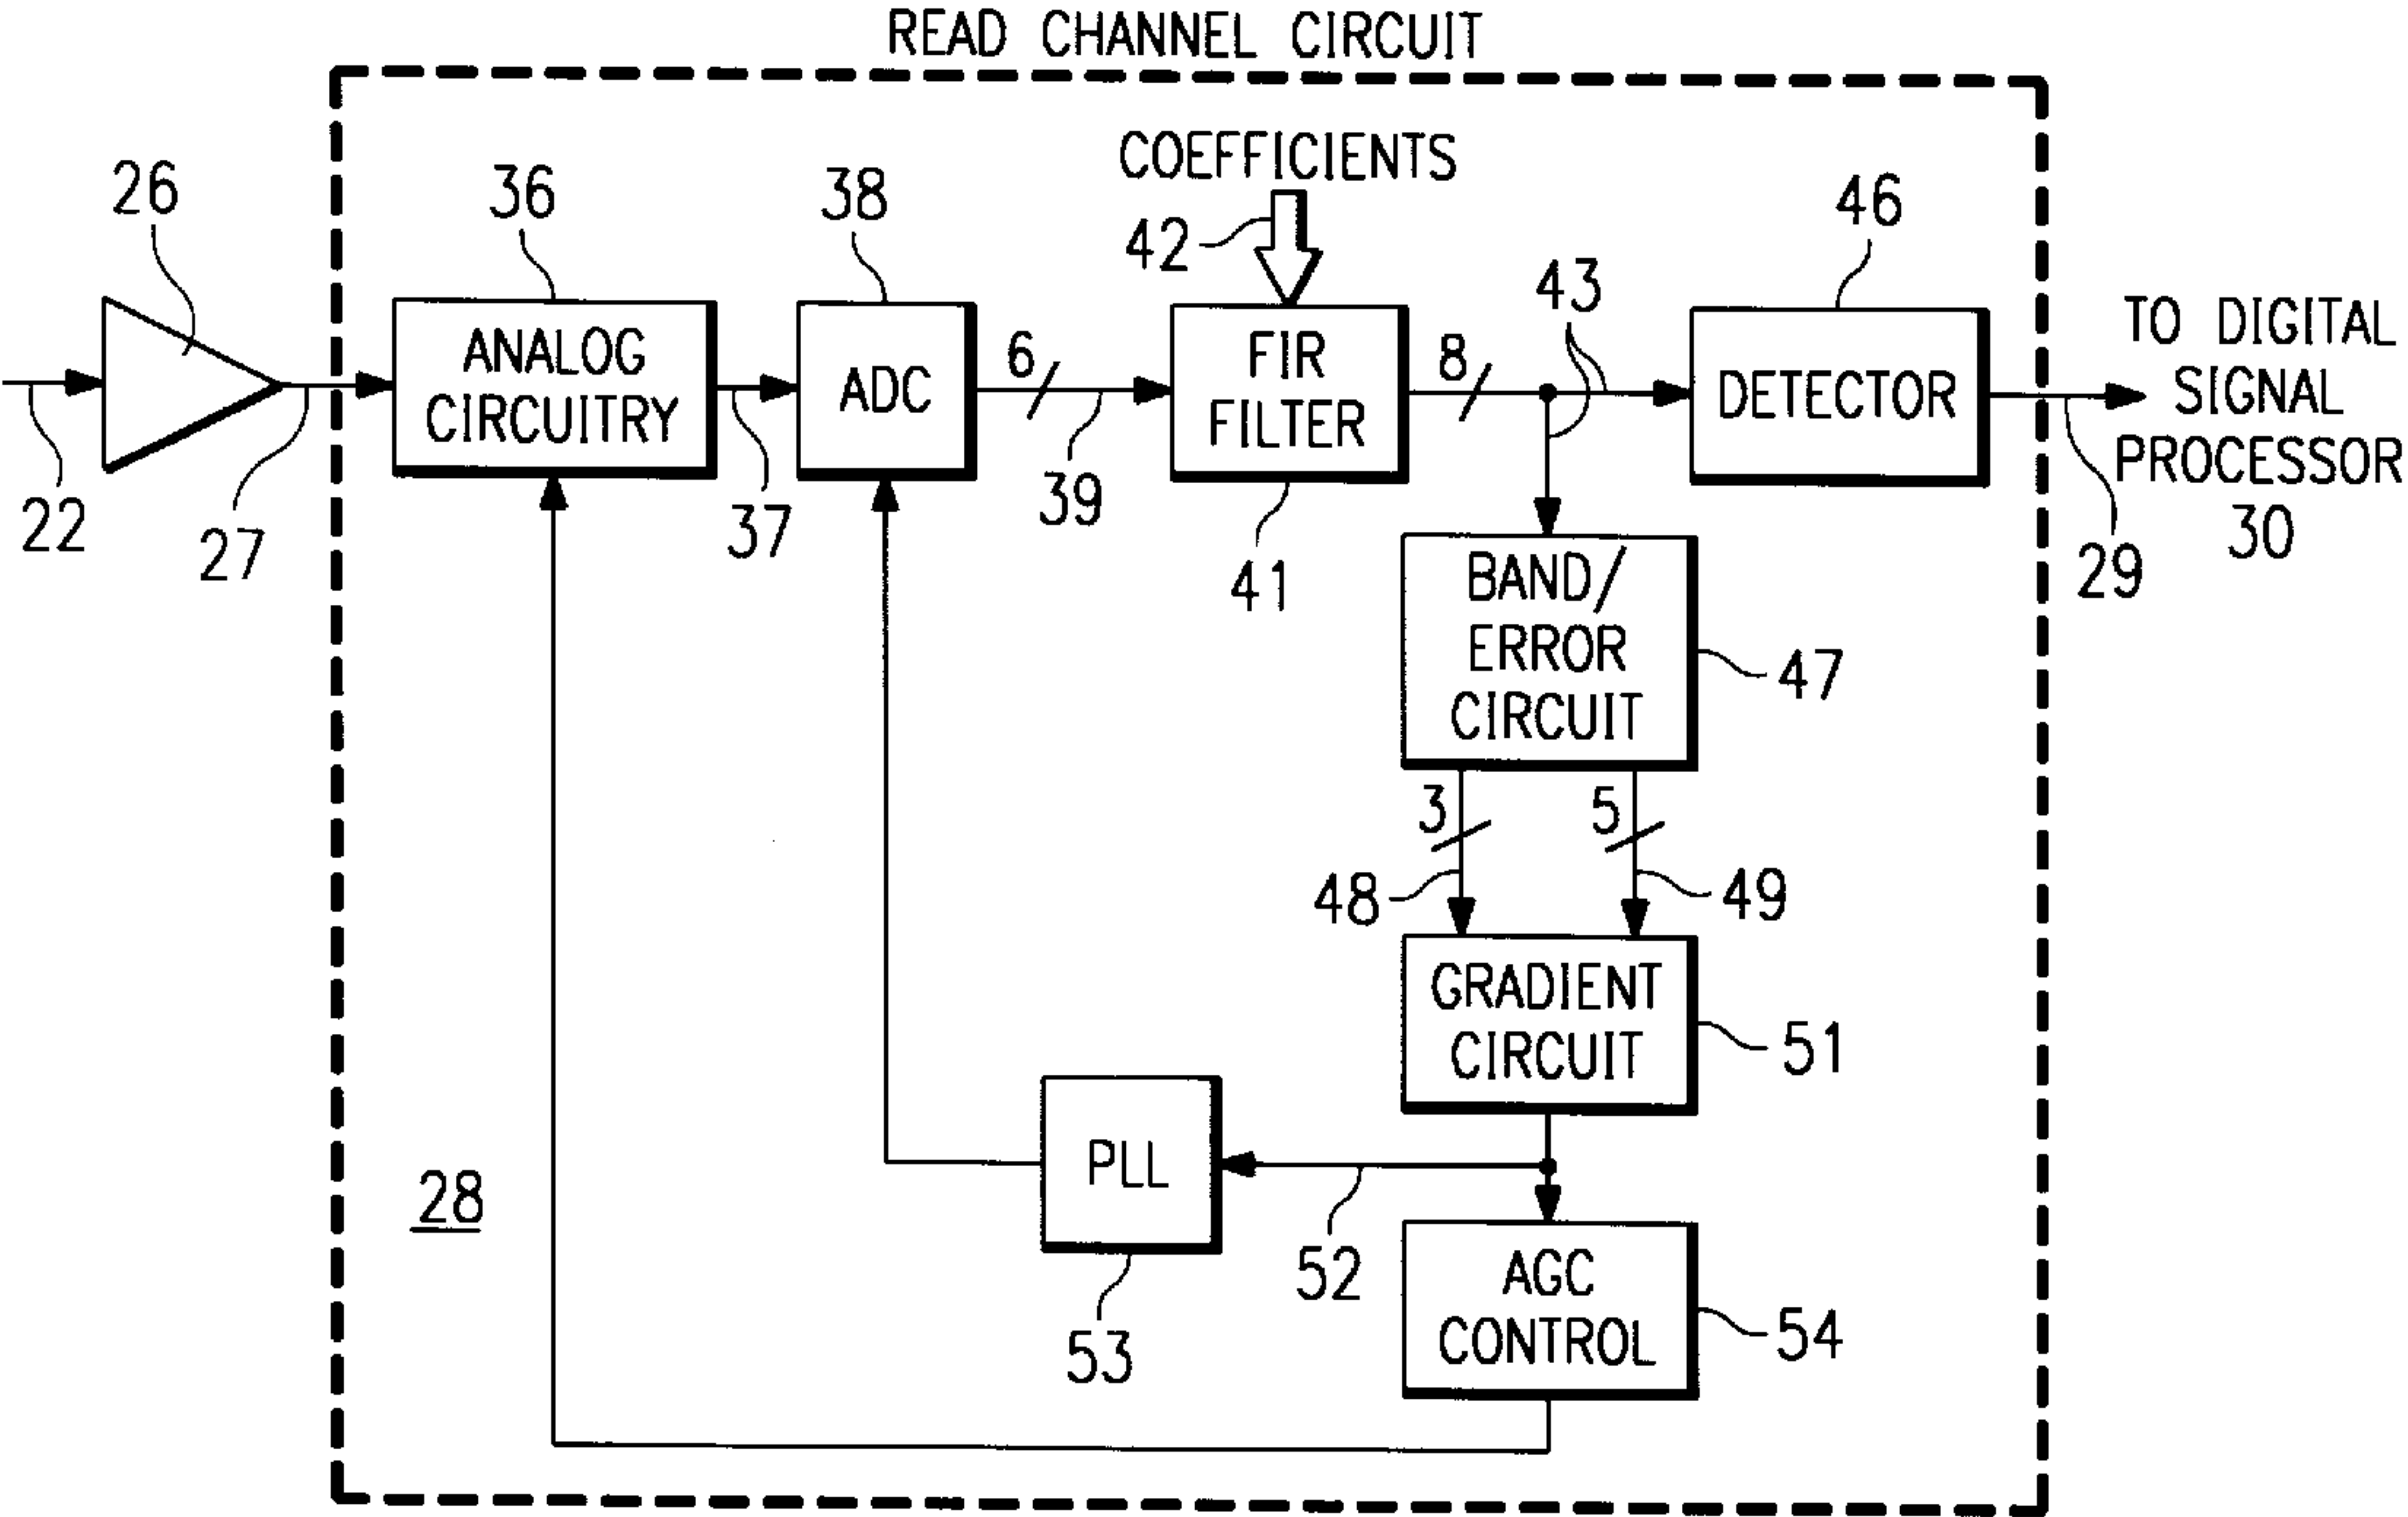 READ CHANNEL CIRCUIT
COEFFICIENTS
26
36
38
42
43
46
22
27
ANALOG
CIRCUITRY
37
ADC
6
39
FIR
FILTER
41
8
DETECTOR
29
TO DIGITAL
SIGNAL
PROCESSOR
30
BAND/
ERROR
CIRCUIT
47
3
5
48
49
GRADIENT
CIRCUIT
51
PLL
53
52
AGC
CONTROL
54
28